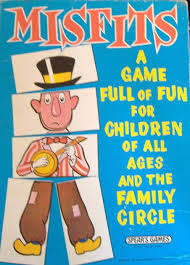 MISFITS
A
GAME
FULL OF FUN
FOR
CHILDREN
OF ALL
AGES
AND THE
FAMILY
CIRCLE
SPEAR'S GAMES